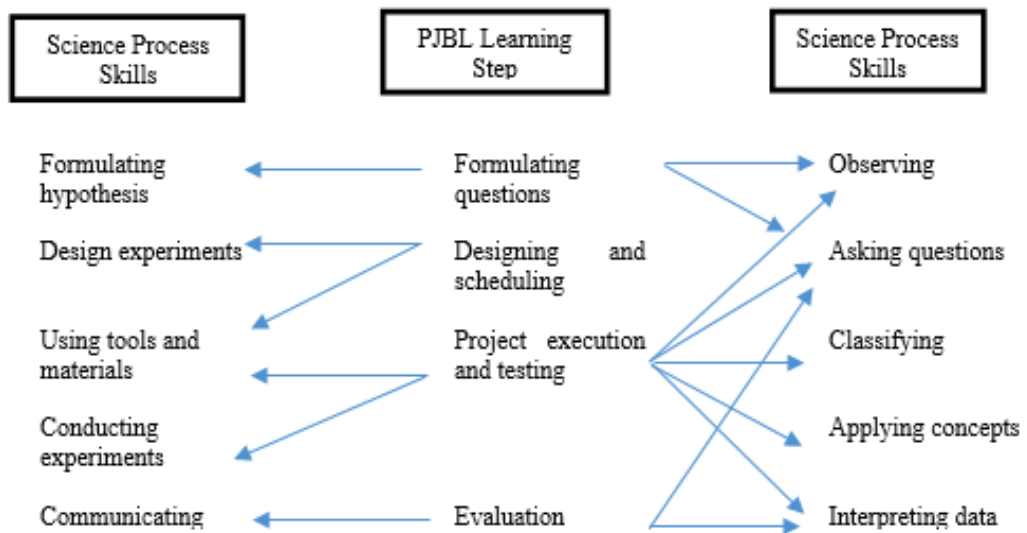 Science Process
Skills
PJBL Learning
Step
Science Process
Skills
Formulating
hypothesis
Formulating
questions
Observing
Design experiments
Designing and
scheduling
Asking questions
Using tools and
materials
Project execution
and testing
Classifying
Conducting
experiments
Applying concepts
Communicating
Evaluation
Interpreting data